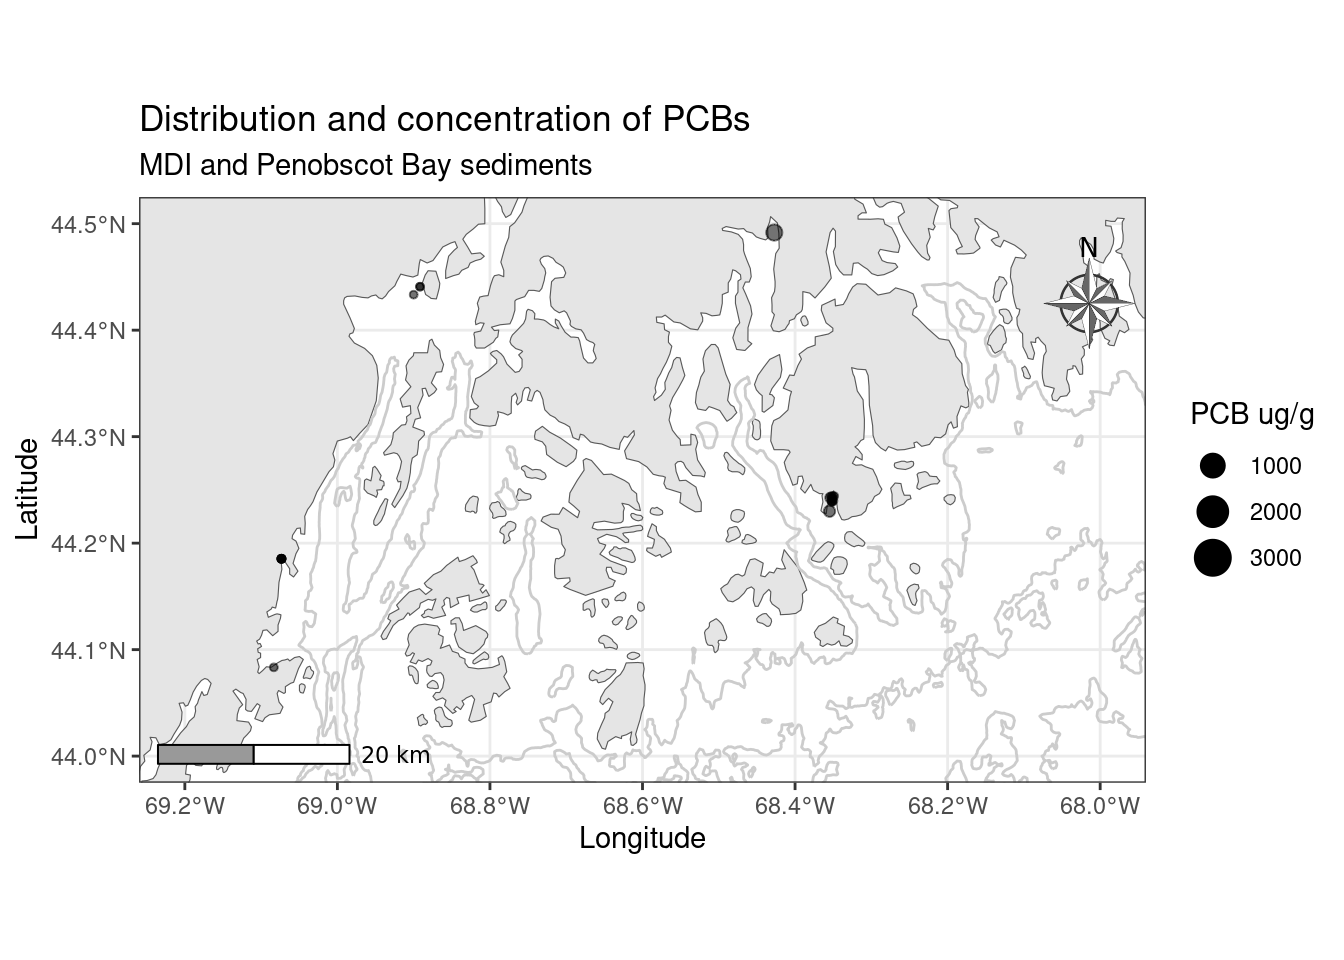 Distribution and concentration of PCBs
MDI and Penobscot Bay sediments
44.5°N
44.4°N
44.3°N
44.2°N
44.1°N
44.0°N
Latitude
N
20 km
69.2°W 69.0°W 68.8°W 68.6°W 68.4°W 68.2°W 68.0°W
Longitude
PCB ug/g
1000
2000
3000